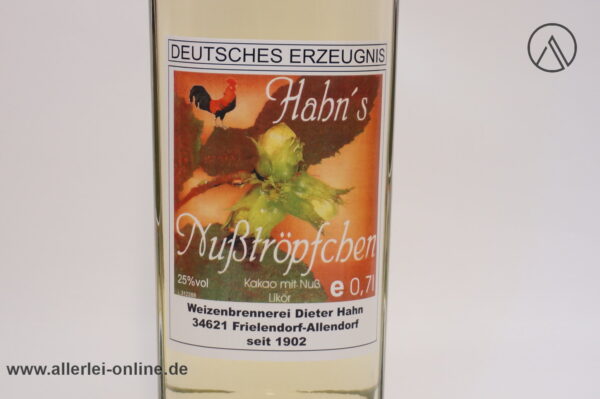 DEUTSCHES ERZEUGNIS
Hahn´s
Nußtröpfchen
25%vol
Kakao mit Nuß
Likör
e 0,7l
Weizenbrennerei Dieter Hahn
34621 Frielendorf-Allendorf
seit 1902
www.allerlei-online.de